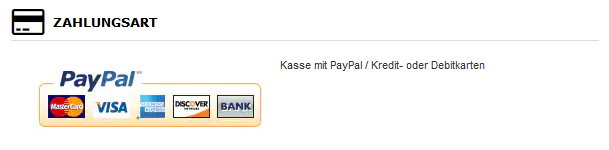 ZAHLUNGSART
Kasse mit PayPal / Kredit- oder Debitkarten
PayPal
MasterCard VISA DISCOVER BANK